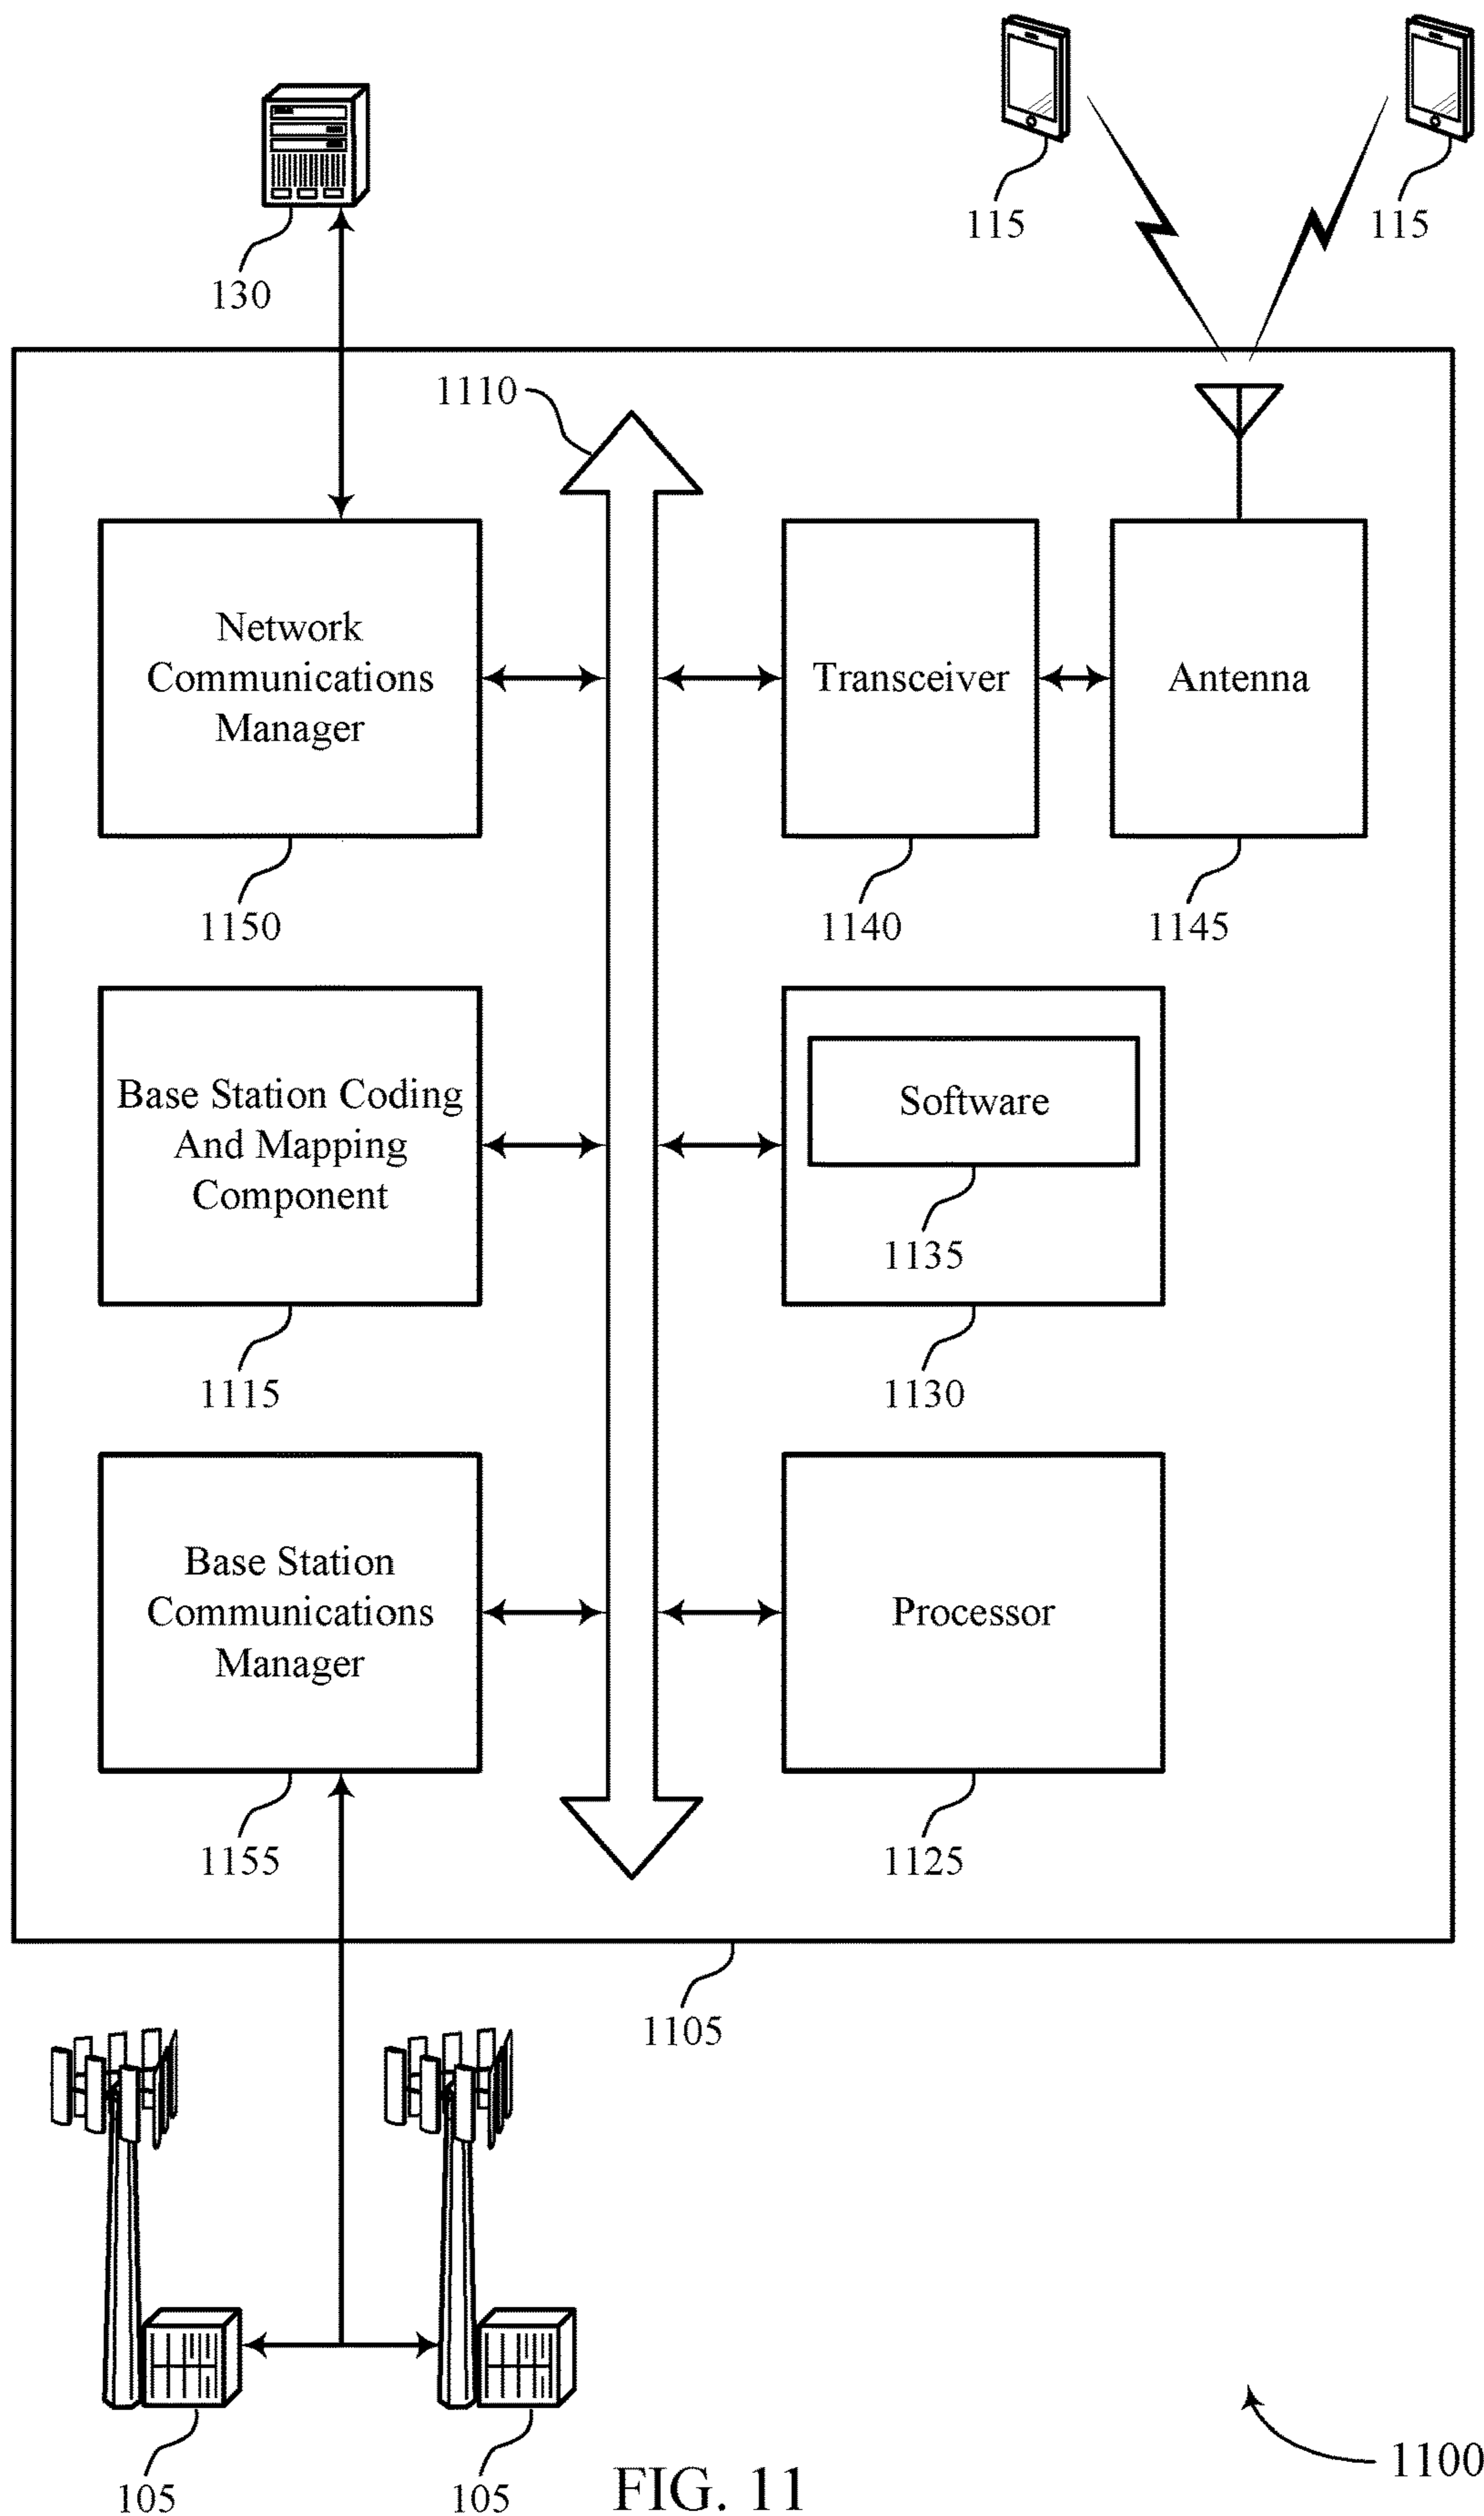 115
115
130
1110
Network
Communications
Manager
Transceiver
Antenna
1150
1140
1145
Base Station Coding
And Mapping
Component
Software
1135
1115
1130
Base Station
Communications
Manager
Processor
1155
1125
1105
105
105
FIG. 11
1100